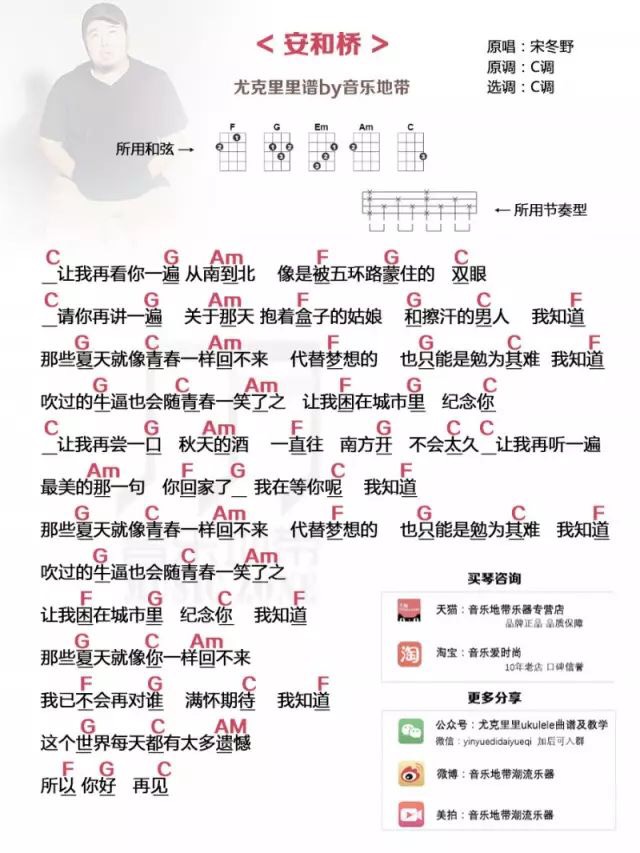 < 安和桥 >
尤克里里谱by音乐地带
原唱：宋冬野
原调：C调
选调：C调
F G Em Am C
所用和弦→
←所用节奏型
C G Am F G C
__让我再看你一遍 从南到北 像是被五环路蒙住的 双眼
C G Am F G C F
__请你再讲一遍 关于那天 抱着盒子的姑娘 和擦汗的男人 我知道
G C Am F G C F
那些夏天就像青春一样回不来 代替梦想的 也只能是勉为其难 我知道
G C Am F G C
吹过的牛逼也会随青春一笑了之 让我困在城市里 纪念你
C G Am F G C C G
__让我再尝一口 秋天的酒 一直往 南方开 不会太久 __让我再听一遍
Am F G C F
最美的那一句 你回家了_ 我在等你呢 我知道
G C Am F G C F
那些夏天就像青春一样回不来 代替梦想的 也只能是勉为其难 我知道
G C Am
吹过的牛逼也会随青春一笑了之
F G C F
让我困在城市里 纪念你 我知道
G C Am
那些夏天就像你一样回不来
F G C F
我已不会再对谁 满怀期待 我知道
G C AM
这个世界每天都有太多遗憾
F G C
所以 你好 再见
买琴咨询
天猫：音乐地带乐器专营店
品牌正品 品质保障
淘
淘宝：音乐爱时尚
10年老店 口碑信誉
更多分享
公众号：尤克里里ukulele曲谱及教学
微信：yinyuedidaiyueqi 加后可入群
微博：音乐地带潮流乐器
美拍：音乐地带潮流乐器